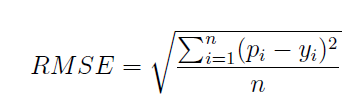 RMSE = \sqrt{\frac{\sum_{i=1}^{n}(p_i - y_i)^2}{n}}